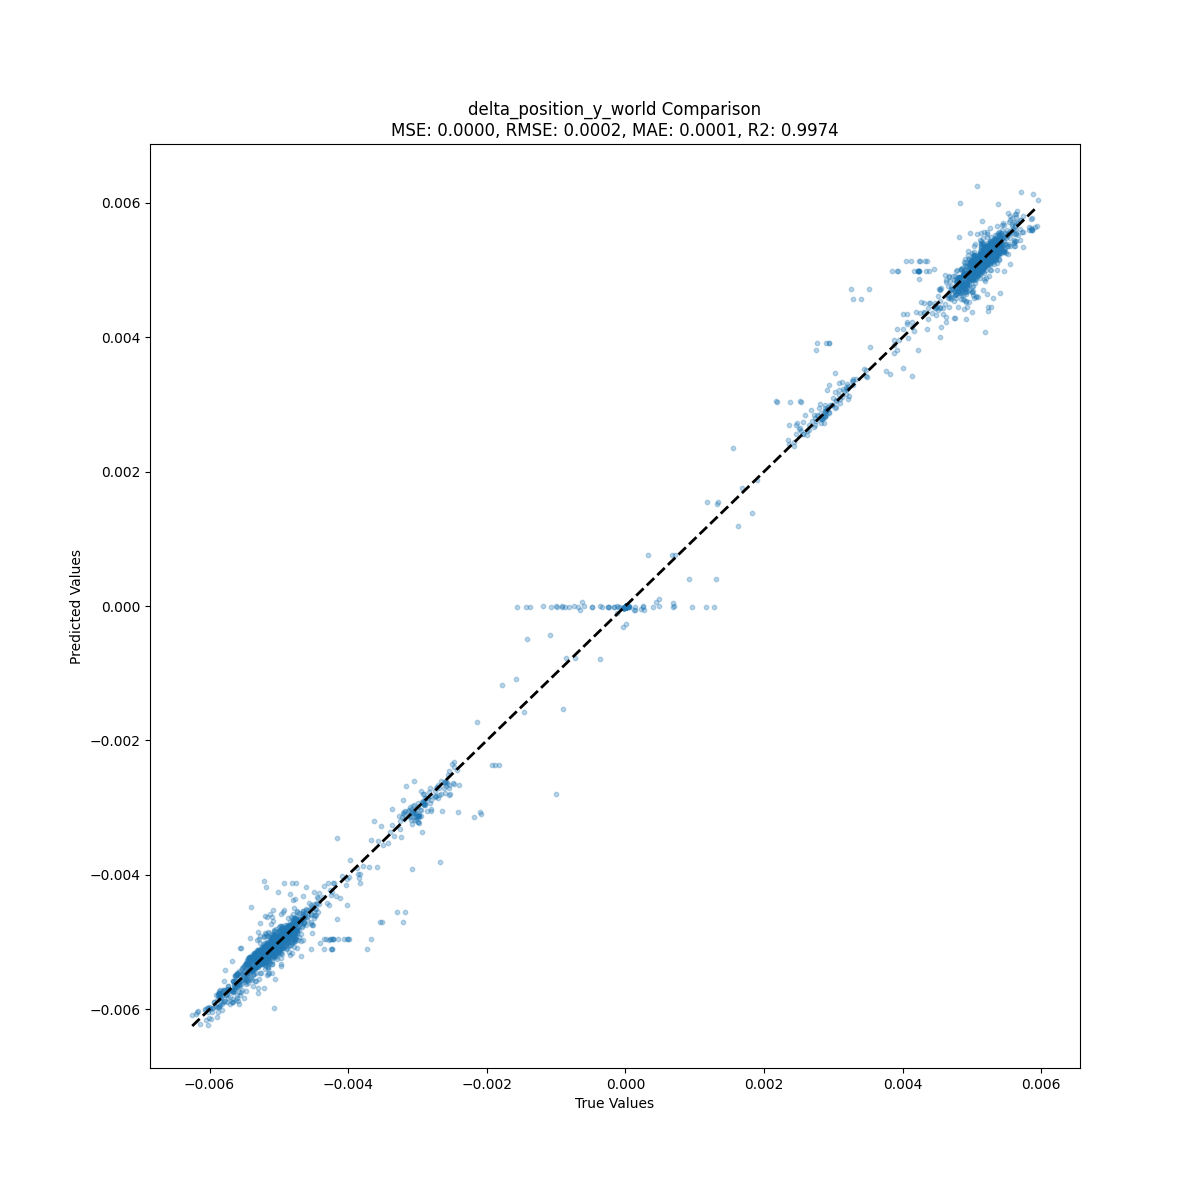 delta_position_y_world Comparison
MSE: 0.0000, RMSE: 0.0002, MAE: 0.0001, R2: 0.9974
0.006
0.004
0.002
0.000
−0.002
−0.004
−0.006
Predicted Values
−0.006 −0.004 −0.002 0.000 0.002 0.004 0.006
True Values